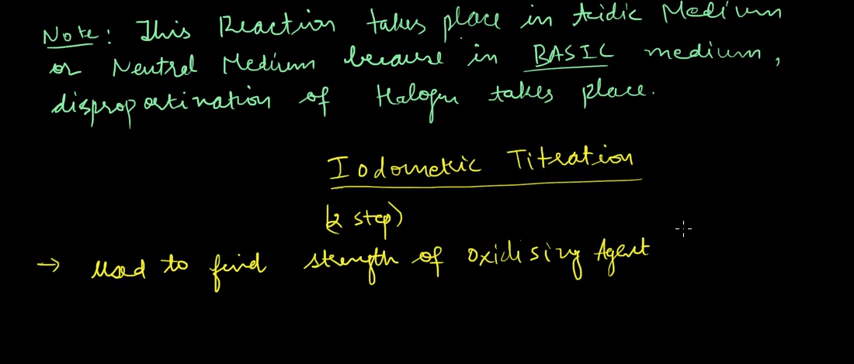 Note: This Reaction takes place in Acidic Medium
or Neutral Medium because in BASIC medium,
disproportination of Halogen takes place.
Iodometric Titration
(2 step)
→ Used to find strength of oxidisizy Agent